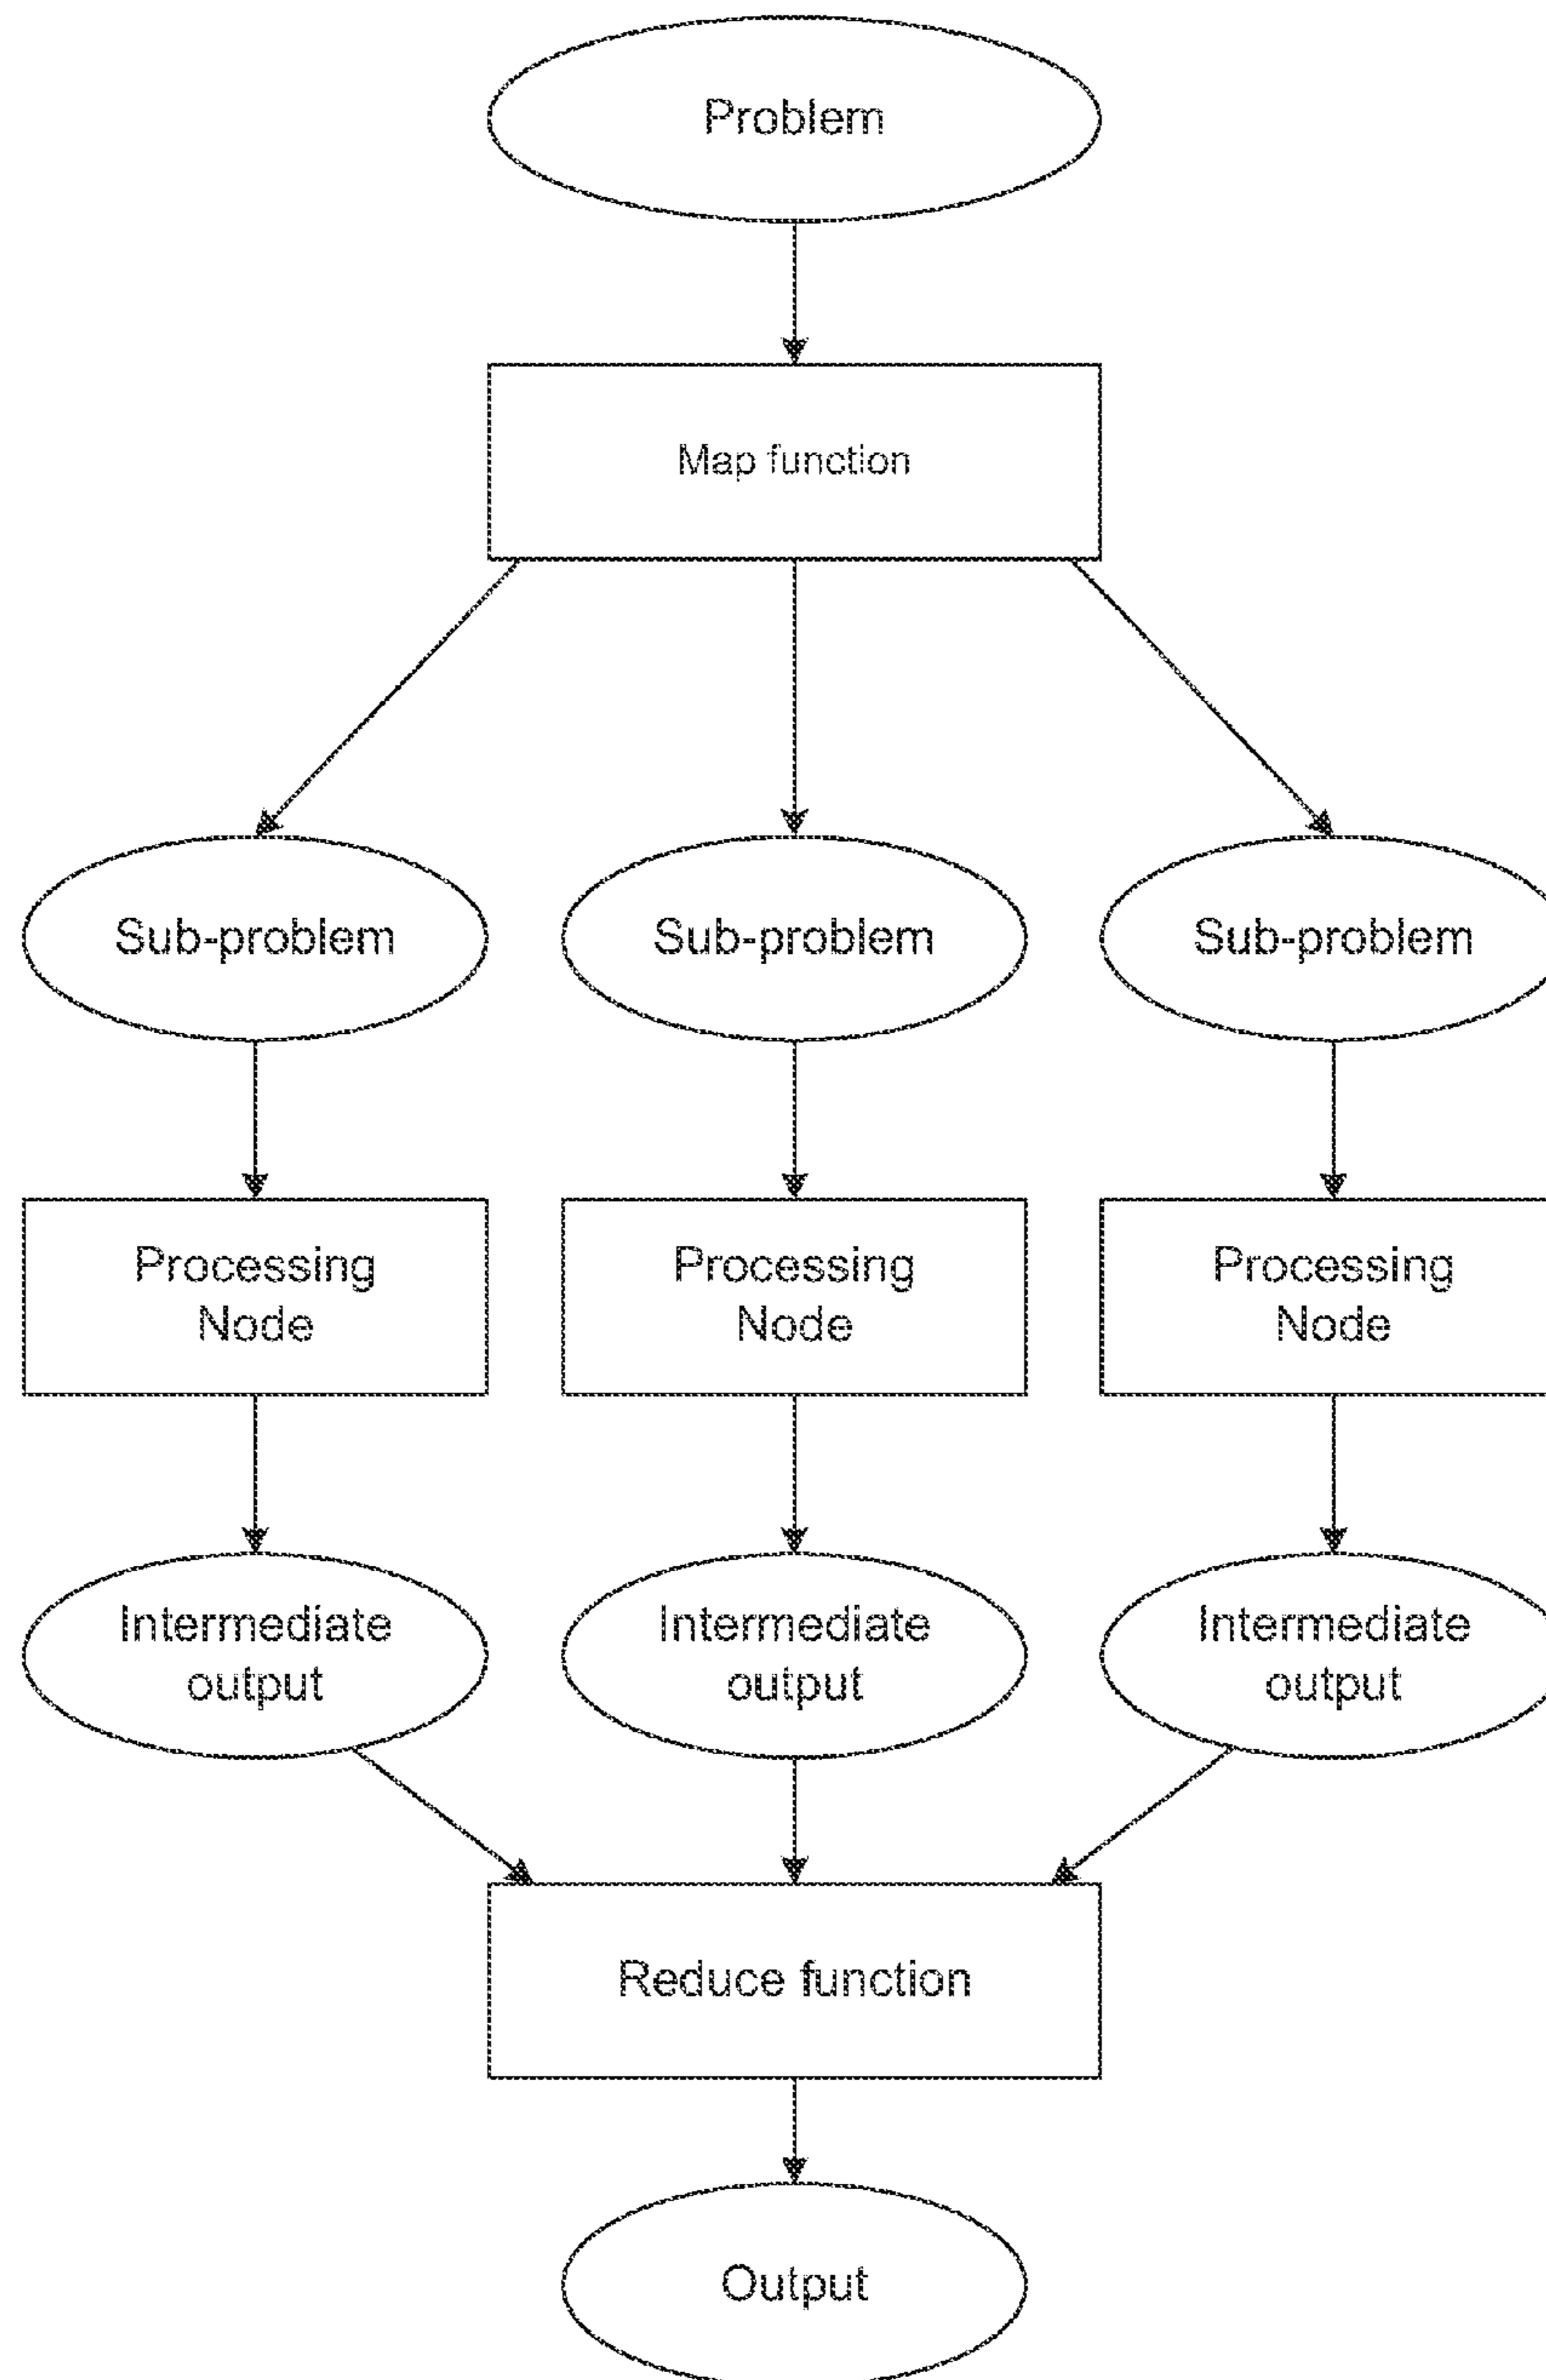 Problem
Map function
Sub-problem
Sub-problem
Sub-problem
Processing
Node
Processing
Node
Processing
Node
Intermediate
output
Intermediate
output
Intermediate
output
Reduce function
Output